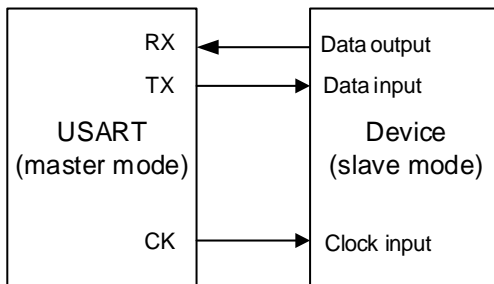 RX
Data output
TX
Data input
USART
(master mode)
Device
(slave mode)
CK
Clock input